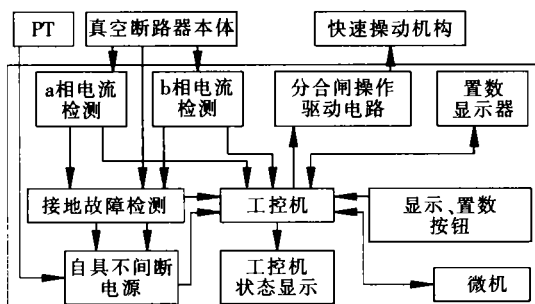 PT
真空断路器本体
快速操动机构
a相电流
检测
b相电流
检测
分合闸操作
驱动电路
置数
显示器
接地故障检测
工控机
显示、置数
按钮
自具不间断
电源
工控机
状态显示
微机